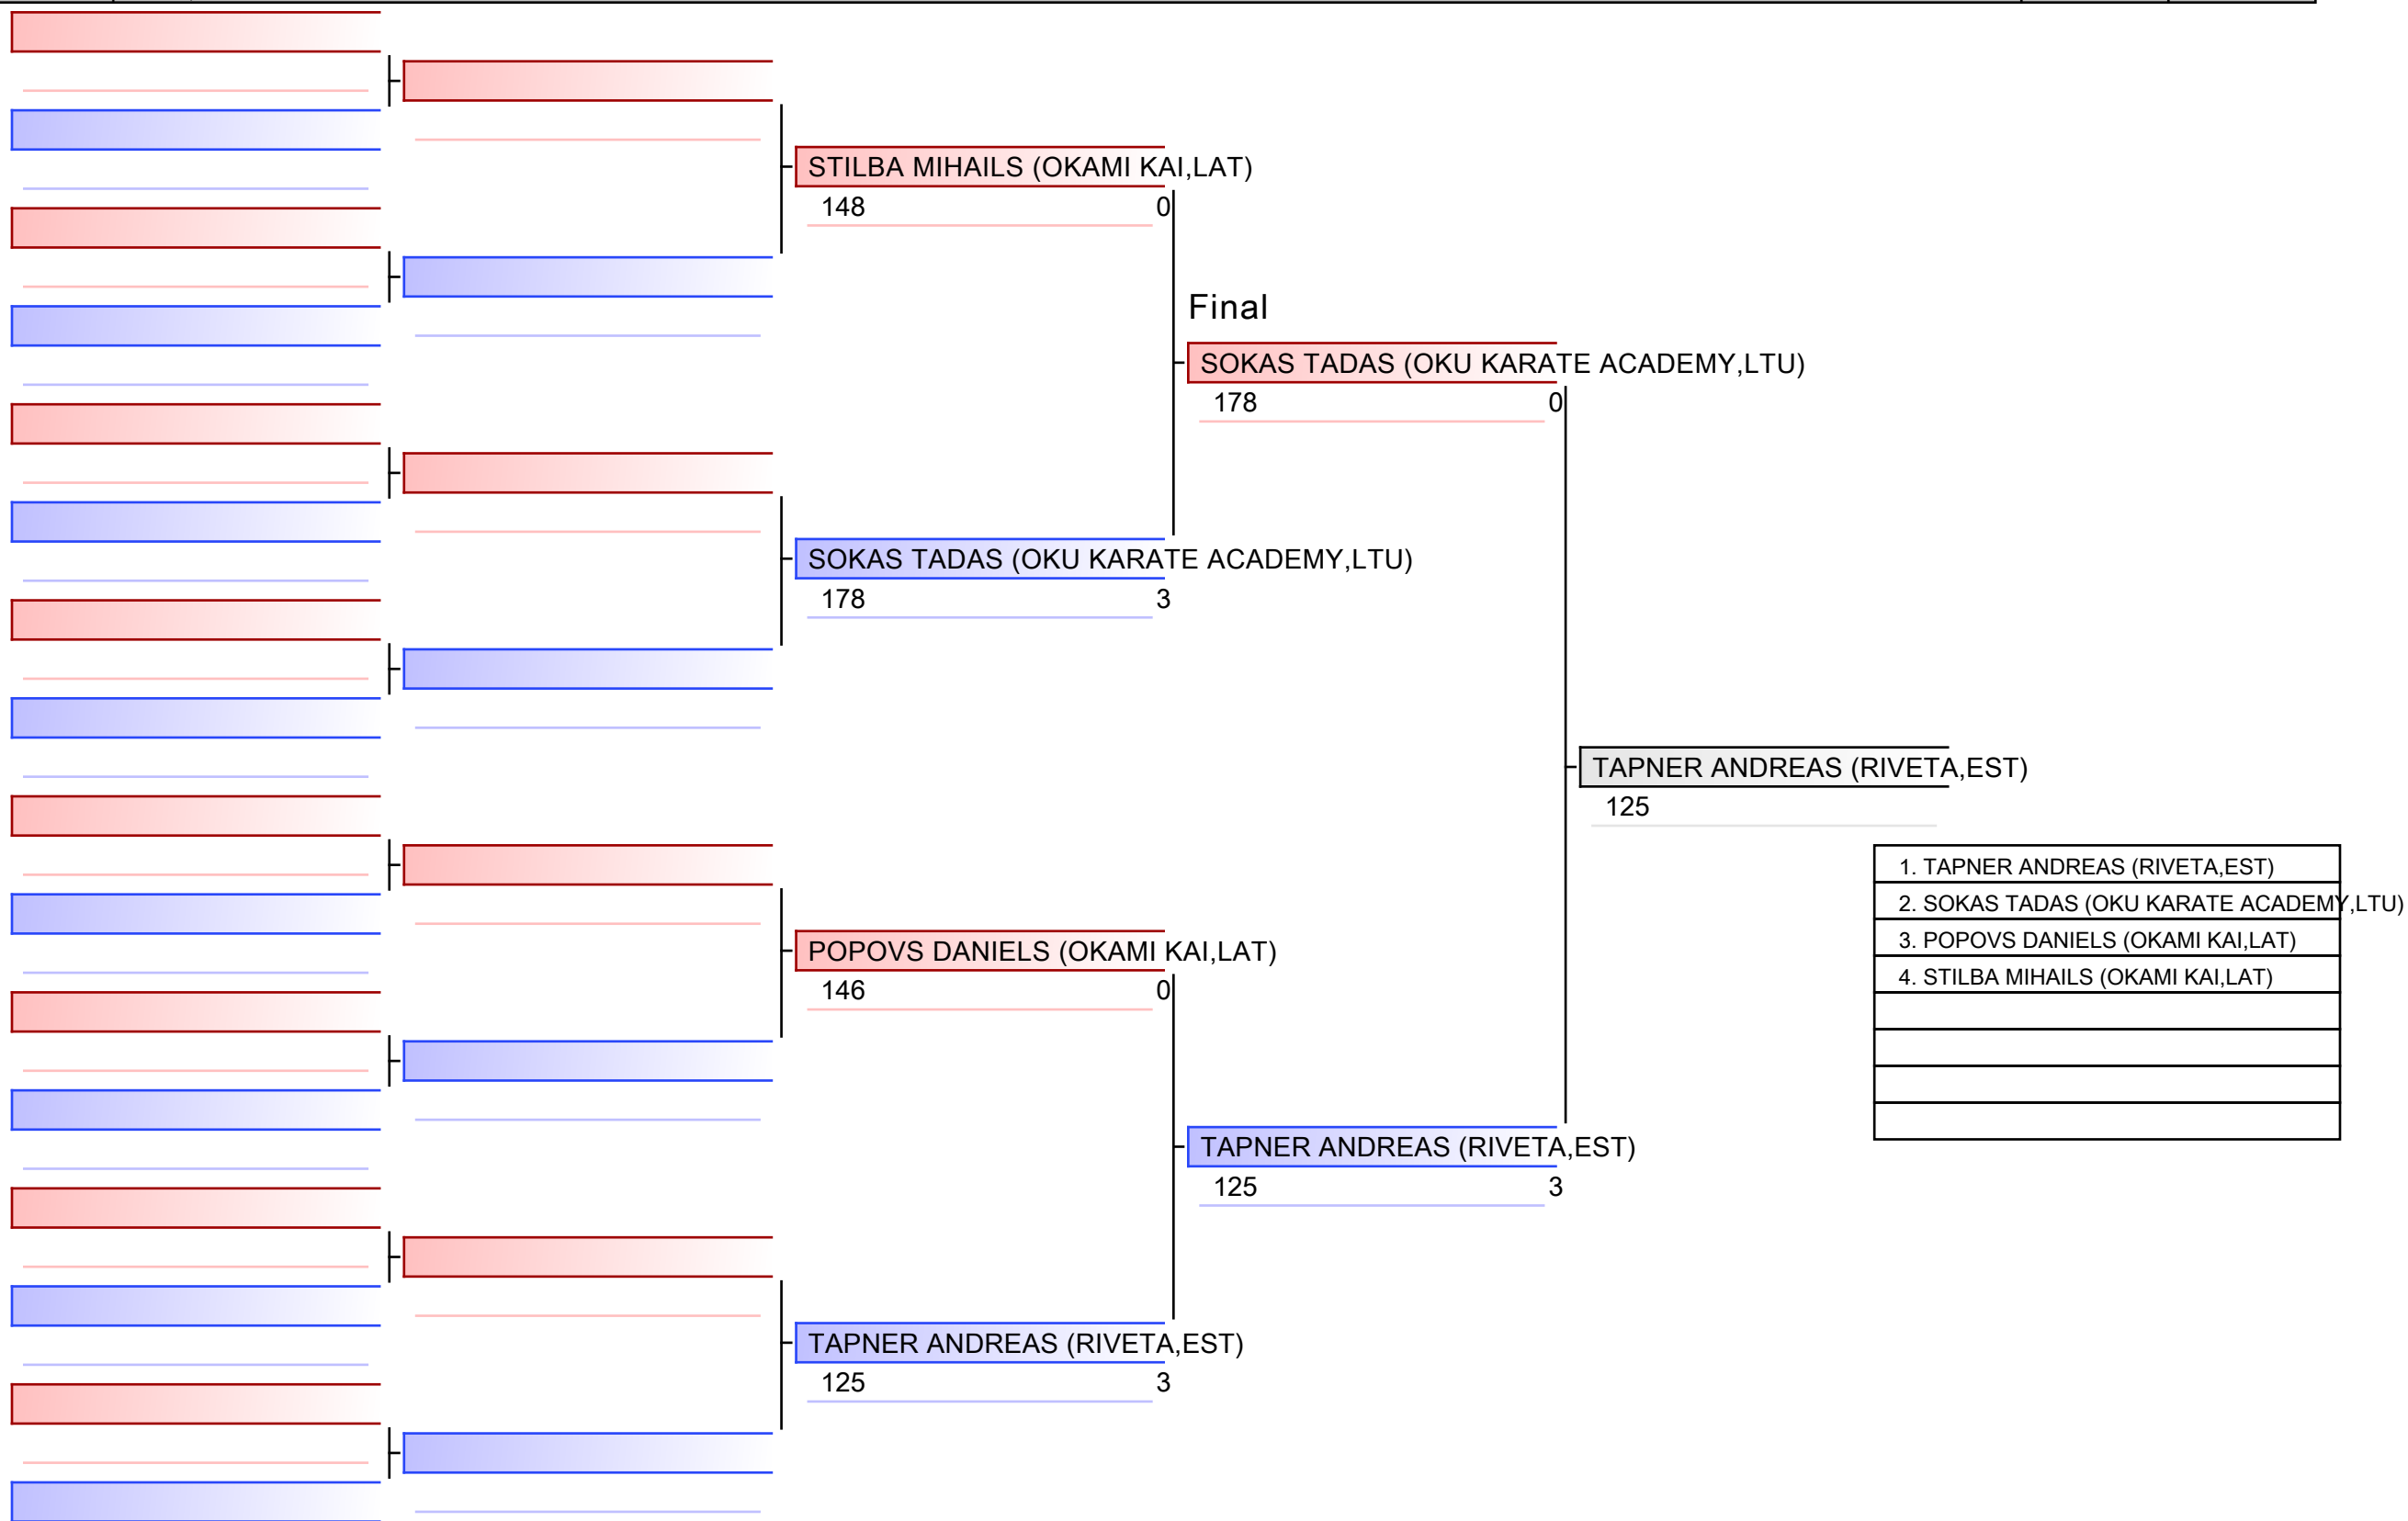 STILBA MIHAILS (OKAMI KAI,LAT)
148 0
Final
SOKAS TADAS (OKU KARATE ACADEMY,LTU)
178 0
SOKAS TADAS (OKU KARATE ACADEMY,LTU)
178 3
TAPNER ANDREAS (RIVETA,EST)
125
1. TAPNER ANDREAS (RIVETA,EST)
2. SOKAS TADAS (OKU KARATE ACADEMY,LTU)
3. POPOVS DANIELS (OKAMI KAI,LAT)
4. STILBA MIHAILS (OKAMI KAI,LAT)
POPOVS DANIELS (OKAMI KAI,LAT)
146 0
TAPNER ANDREAS (RIVETA,EST)
125 3
TAPNER ANDREAS (RIVETA,EST)
125 3